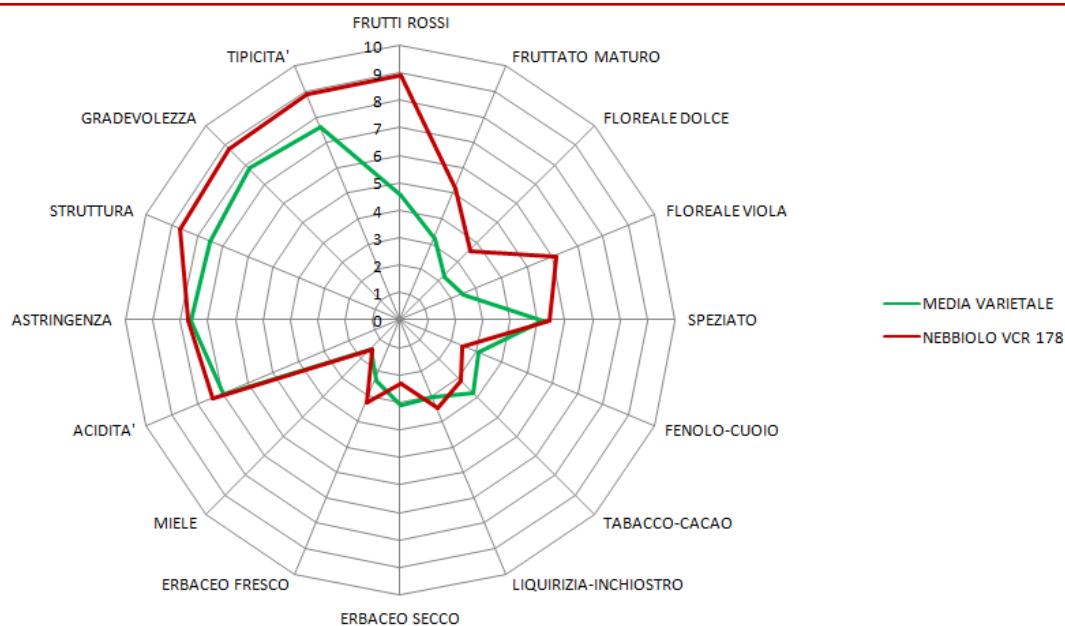 FRUTTI ROSSI
FRUTTATO MATURO
FLOREALE DOLCE
FLOREALE VIOLA
SPEZIATO
FENOLO-CUOIO
TABACCO-CACAO
LIQUIRIZIA-INCHIOSTRO
ERBACEO SECCO
ERBACEO FRESCO
MIELE
ACIDITA'
ASTRINGENZA
STRUTTURA
GRADEVOLEZZA
TIPICITA'
10
9
8
7
6
5
4
3
2
1
0
MEDIA VARIETALE
NEBBIOLO VCR 178